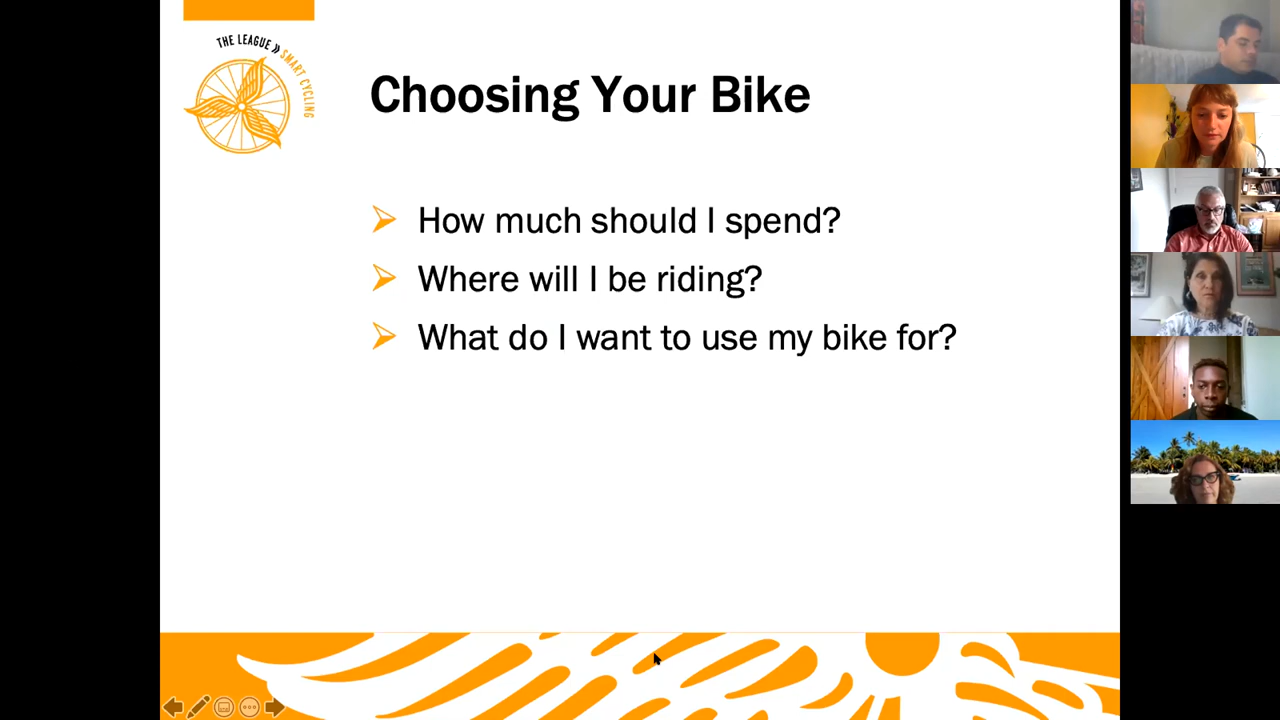 THE LEAGUE » SMART CYCLING
Choosing Your Bike
How much should I spend?
Where will I be riding?
What do I want to use my bike for?